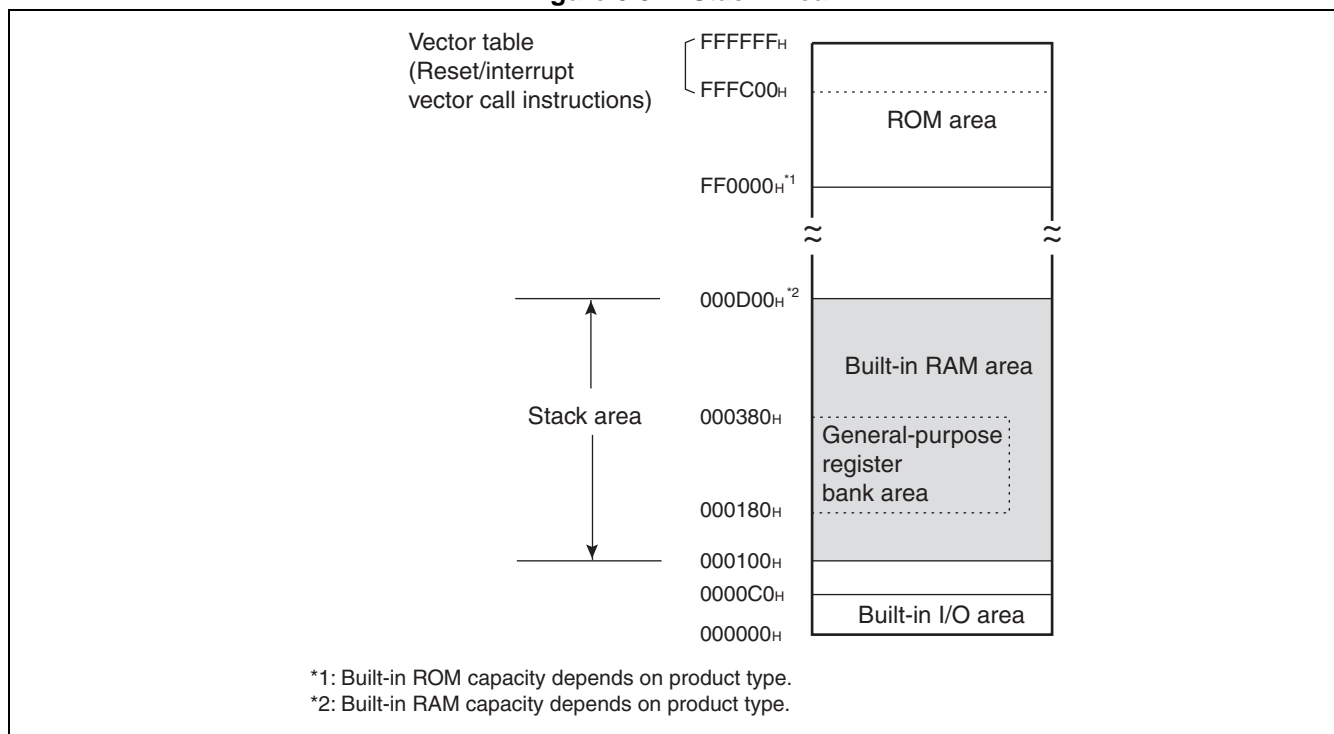 Vector table
(Reset/interrupt
vector call instructions)
FFFFFFH
FFFC00H
ROM area
FF0000H*1
≈ ≈
000D00H*2
Built-in RAM area
Stack area
000380H
General-purpose
register
bank area
000180H
000100H
0000C0H
Built-in I/O area
000000H
*1: Built-in ROM capacity depends on product type.
*2: Built-in RAM capacity depends on product type.